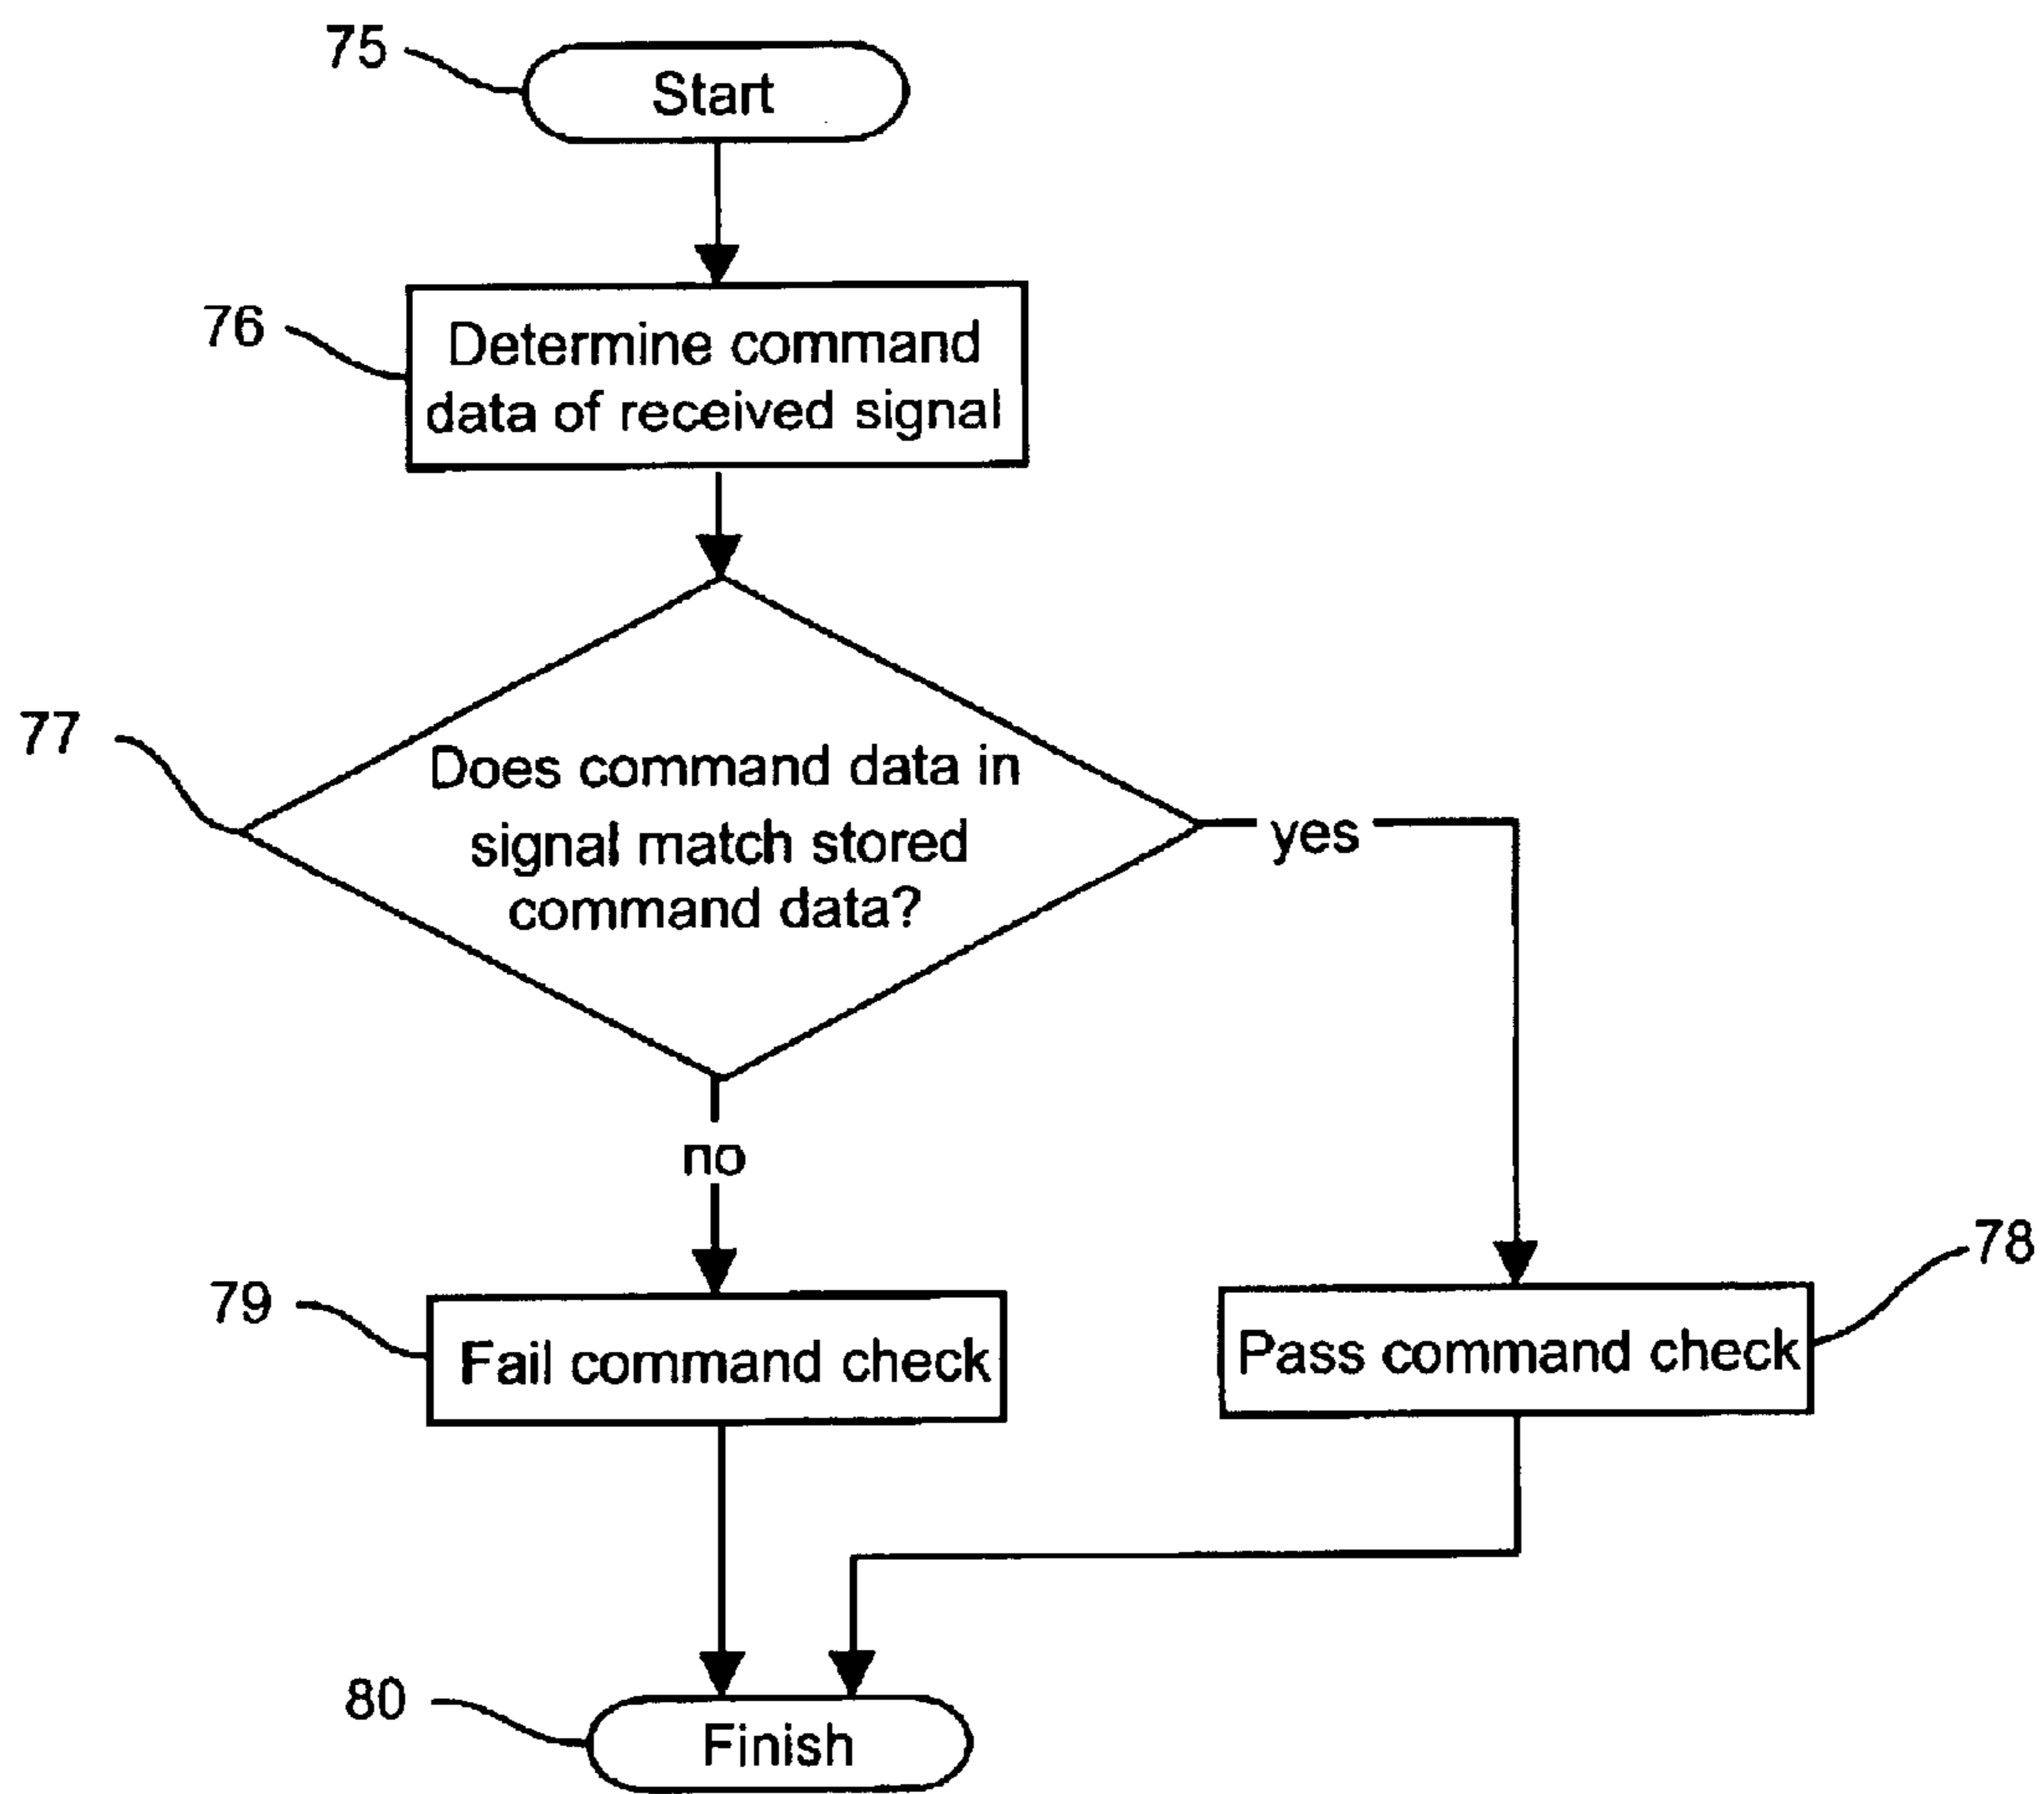 75
Start
76
Determine command
data of received signal
77
Does command data in
signal match stored
command data?
yes
no
79
Fail command check
78
Pass command check
80
Finish